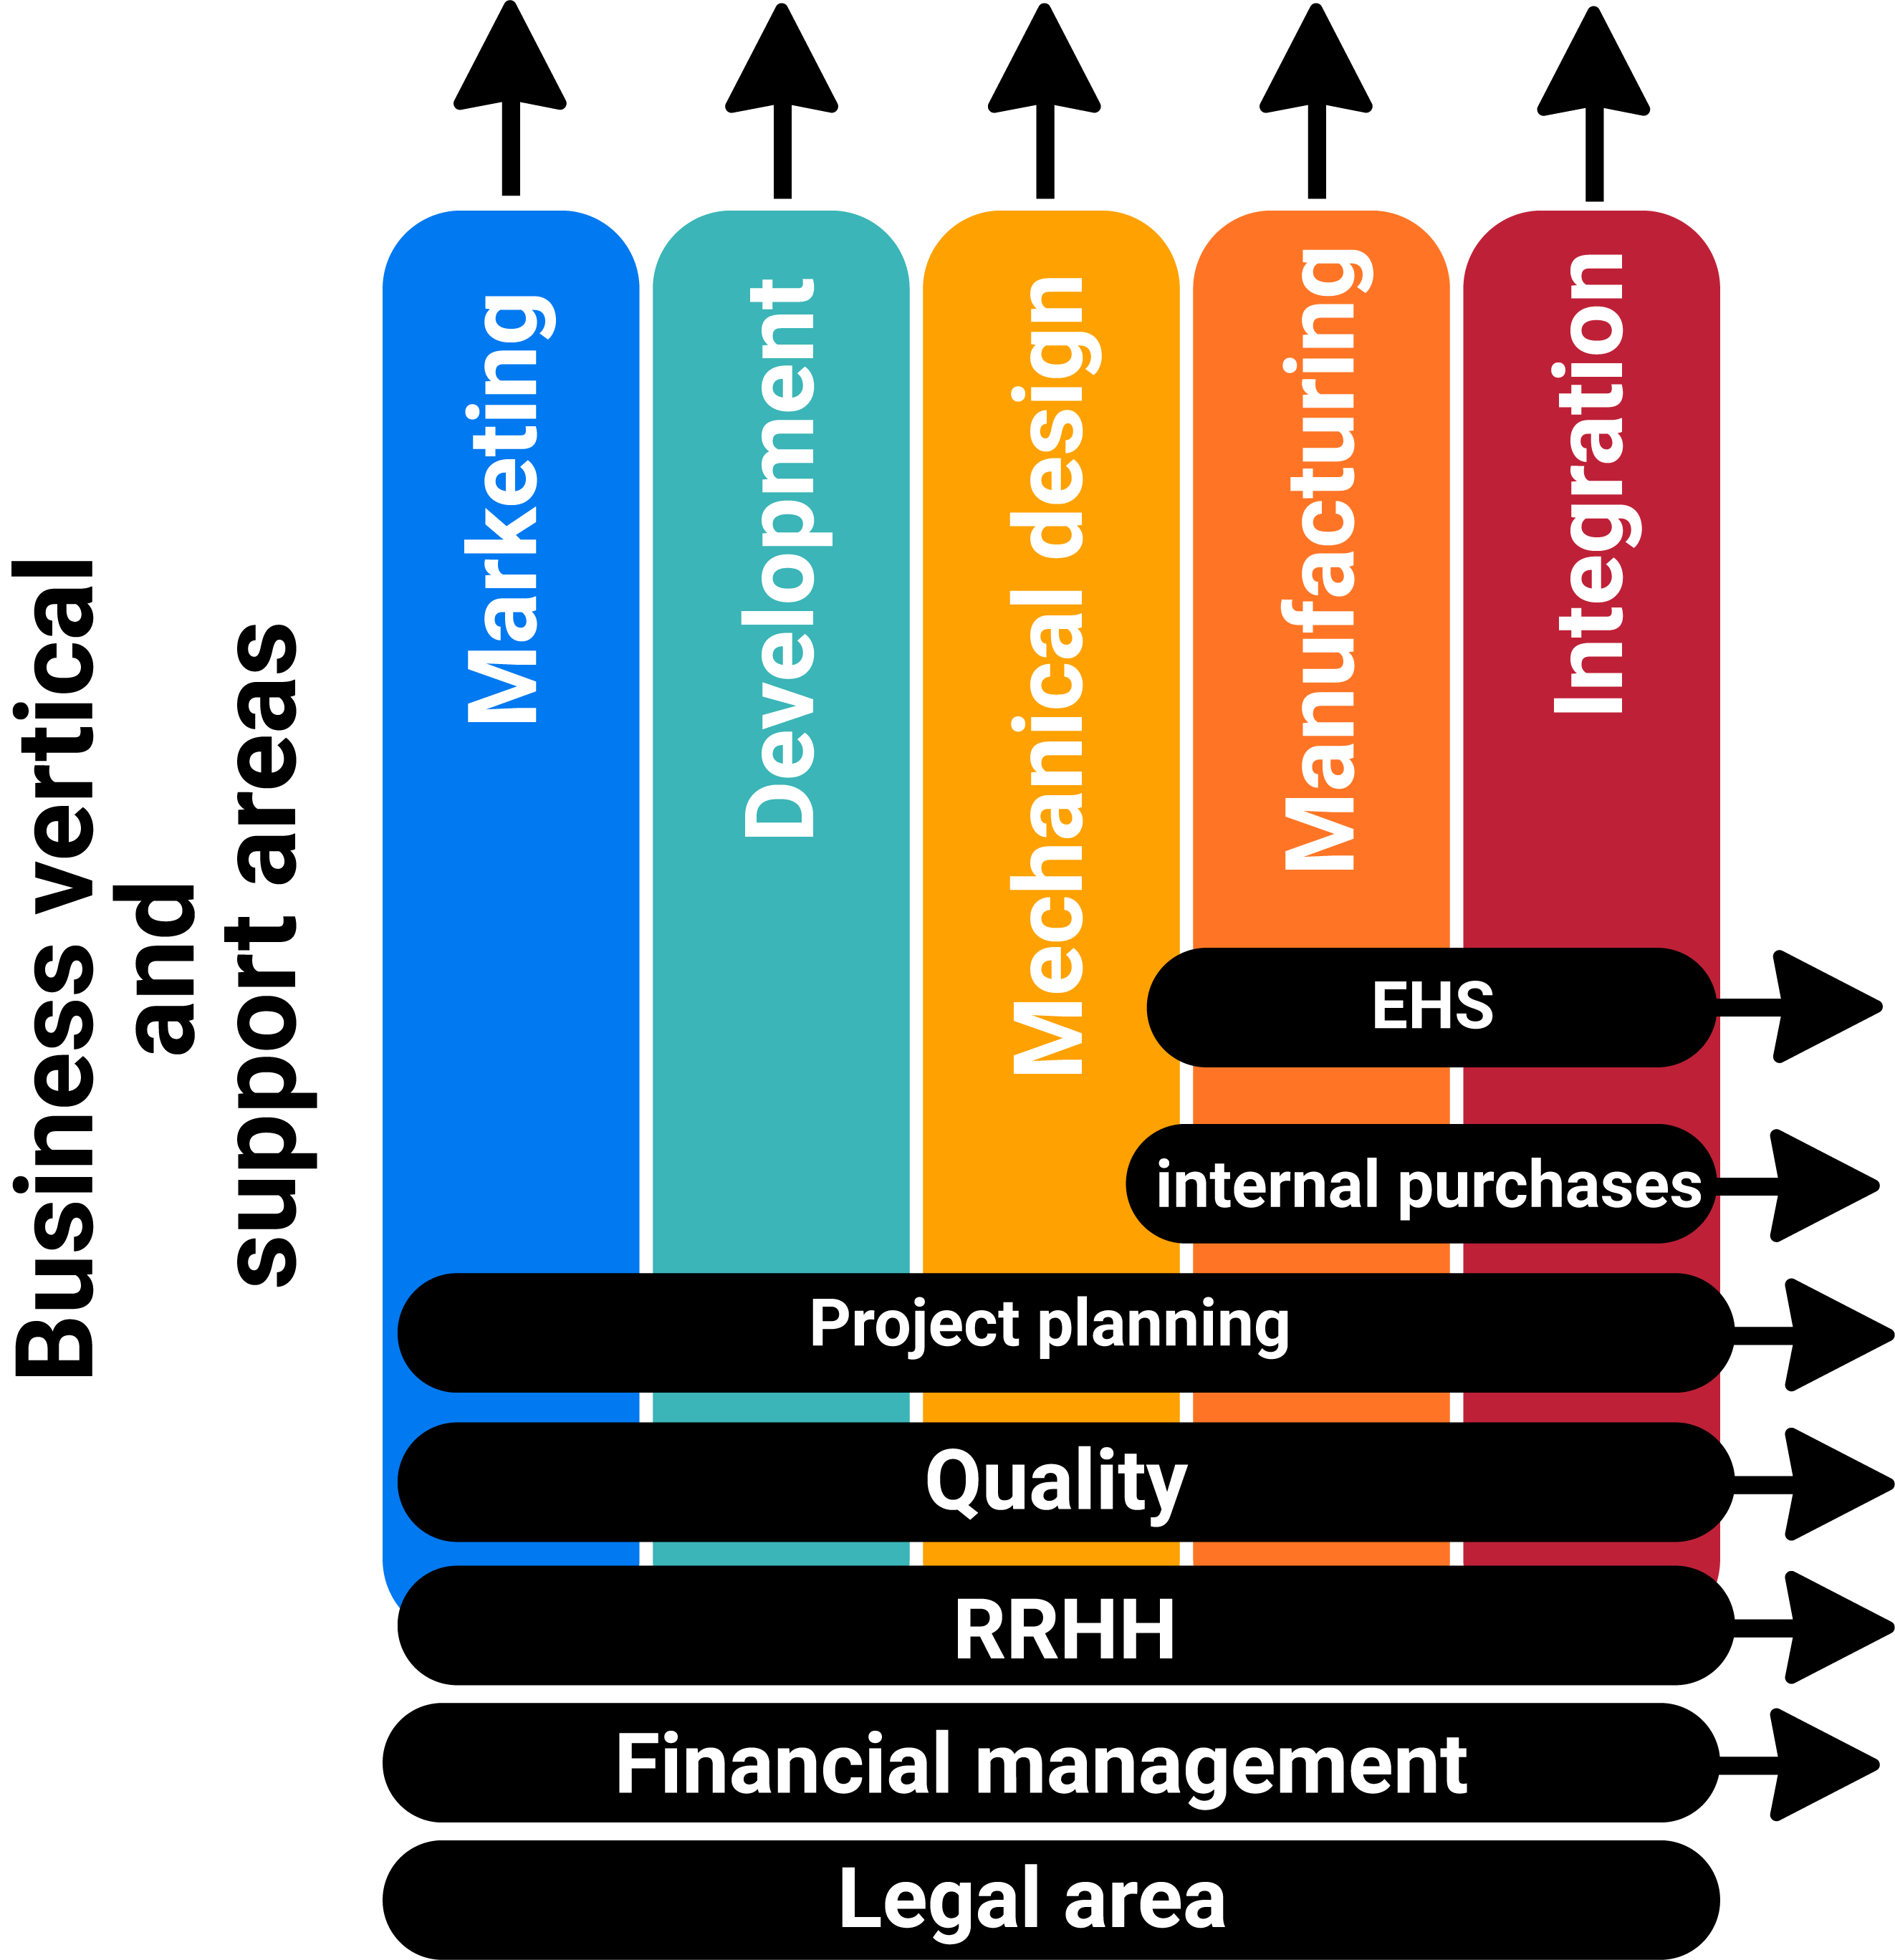 Business vertical
and
support areas
Marketing
Development
Mechanical design
Manufacturing
Integration
EHS
internal purchases
Project planning
Quality
RRHH
Financial management
Legal area